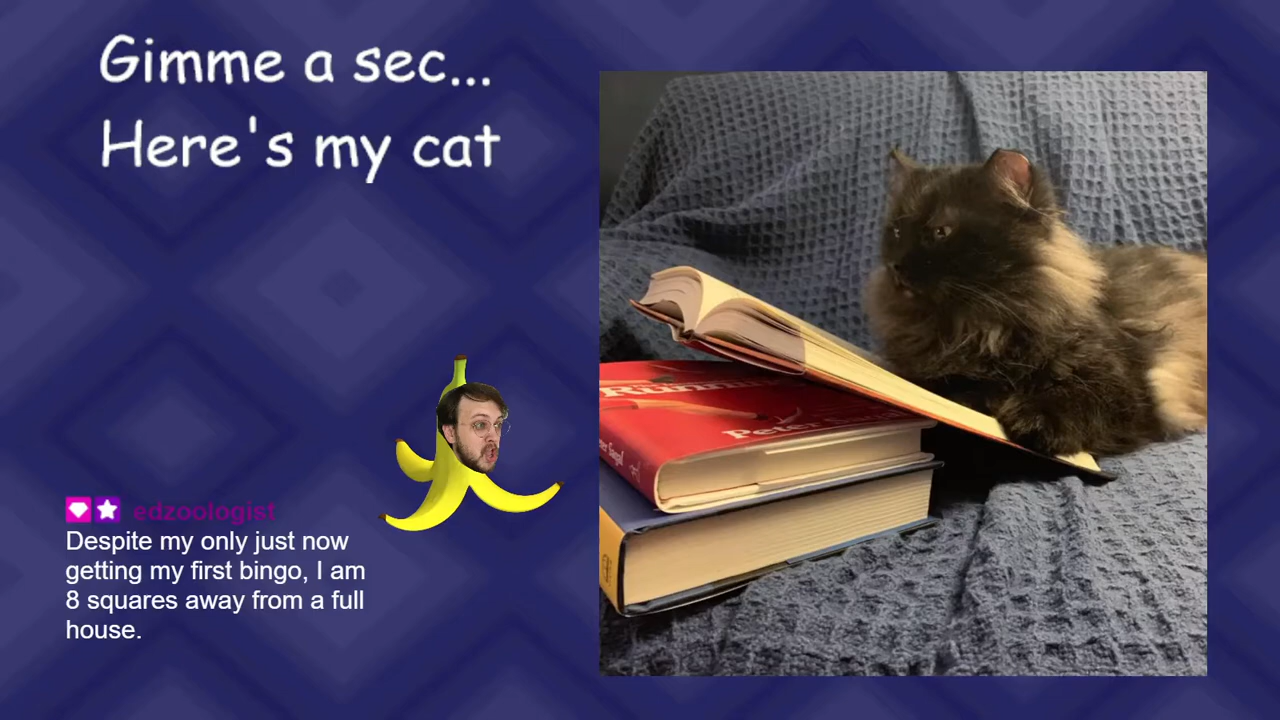 Gimme a sec...
Here's my cat
edzoologist
Despite my only just now
getting my first bingo, I am
8 squares away from a full
house.
Peter